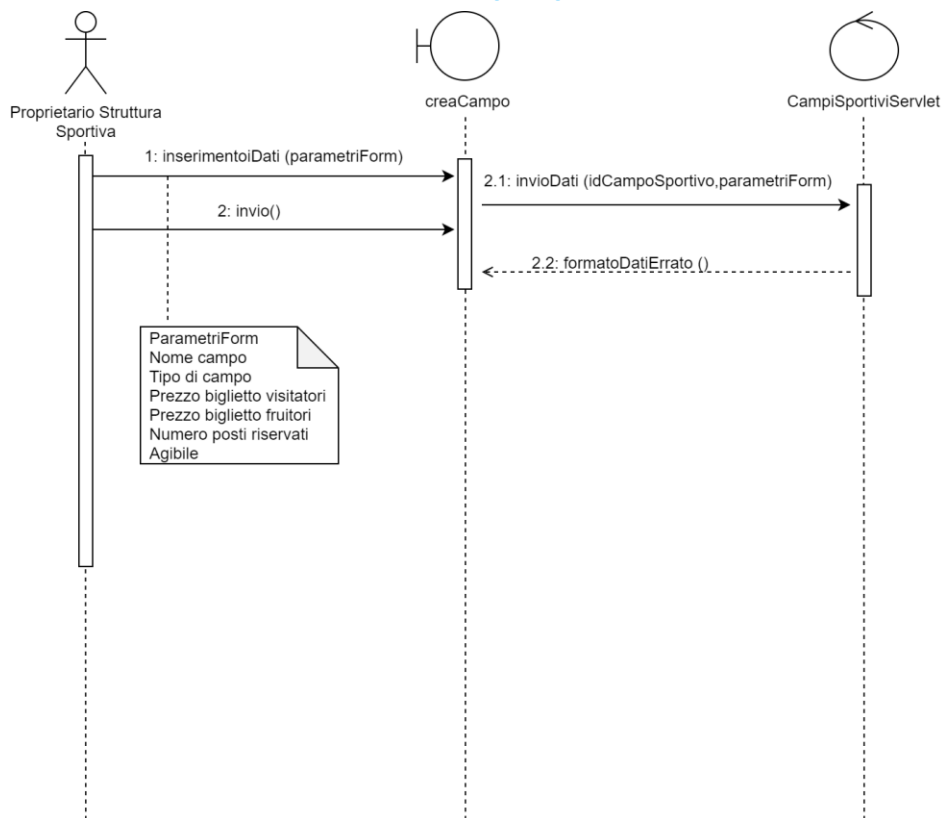 Proprietario Struttura
Sportiva
creaCampo
CampiSportiviServlet
1: inserimentoiDati (parametriForm)
2.1: invioDati (idCampoSportivo,parametriForm)
2: invio()
2.2: formatoDatiErrato ()
ParametriForm
Nome campo
Tipo di campo
Prezzo biglietto visitatori
Prezzo biglietto fruitori
Numero posti riservati
Agibile